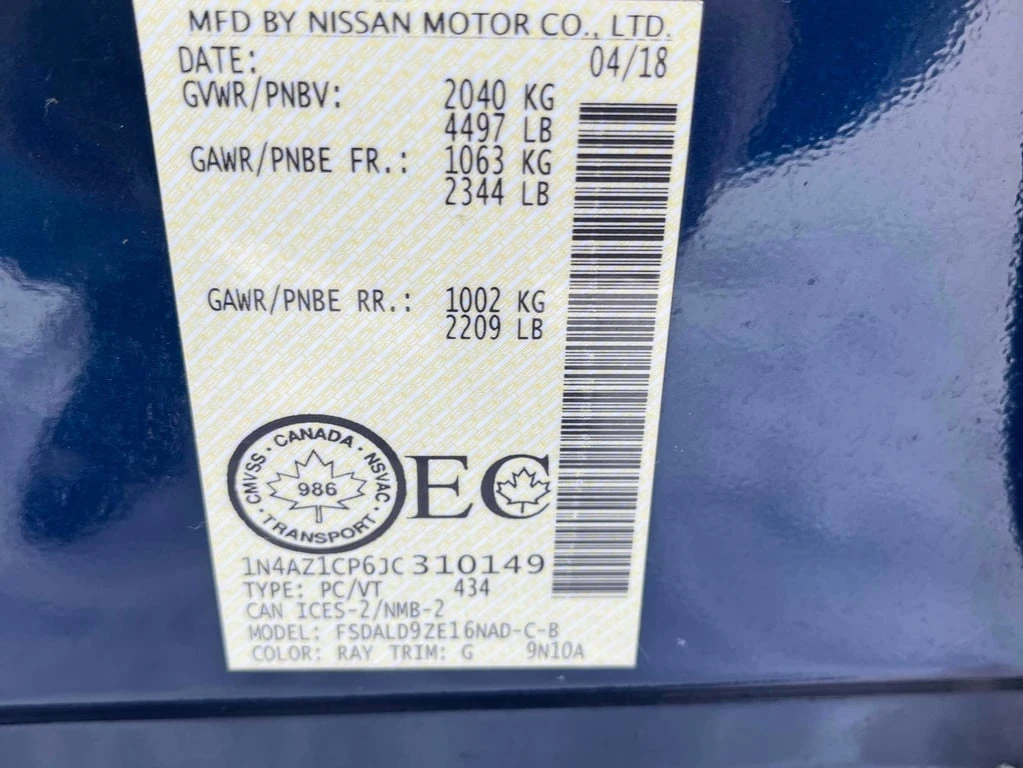 MFD BY NISSAN MOTOR CO., LTD.
DATE: 04/18
GVWR/PNBV: 2040 KG
4497 LB
GAWR/PNBE FR.: 1063 KG
2344 LB
GAWR/PNBE RR.: 1002 KG
2209 LB
CANADA · NSVAC · TRANSPORT · CMVSS ·
986
EC
1N4AZ1CP6JC310149
TYPE: PC/VT 434
CAN ICES-2/NMB-2
MODEL: FSDALD9ZE16NAD-C-B
COLOR: RAY TRIM: G 9N10A